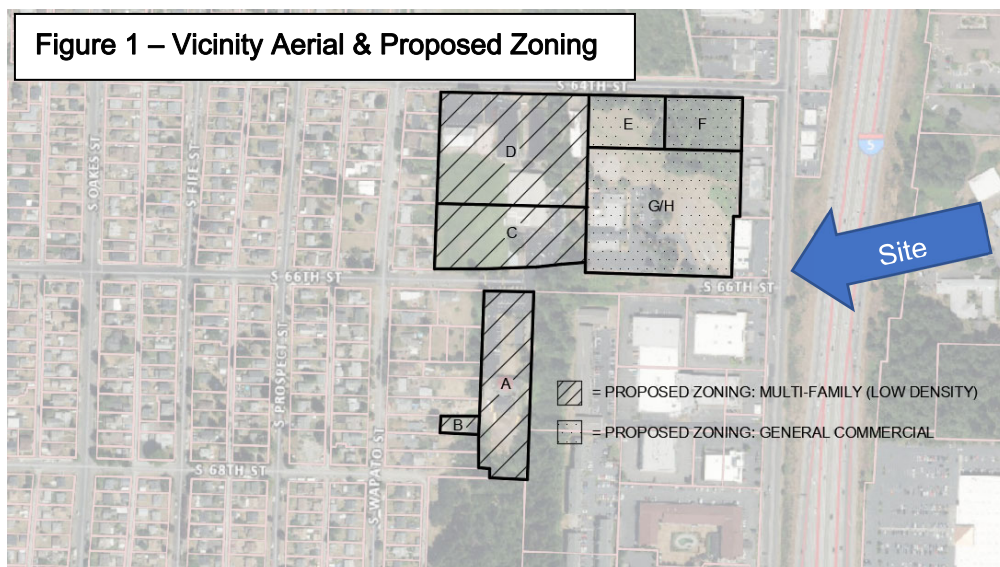 Figure 1 – Vicinity Aerial & Proposed Zoning
S 64TH ST
E
F
D
S OAKES ST
S FIFE ST
5
G/H
C
Site
S 66TH ST
S 66TH ST
S PROSPECT ST
A
= PROPOSED ZONING: MULTI-FAMILY (LOW DENSITY)
B
= PROPOSED ZONING: GENERAL COMMERCIAL
S WAPATO ST
S 68TH ST